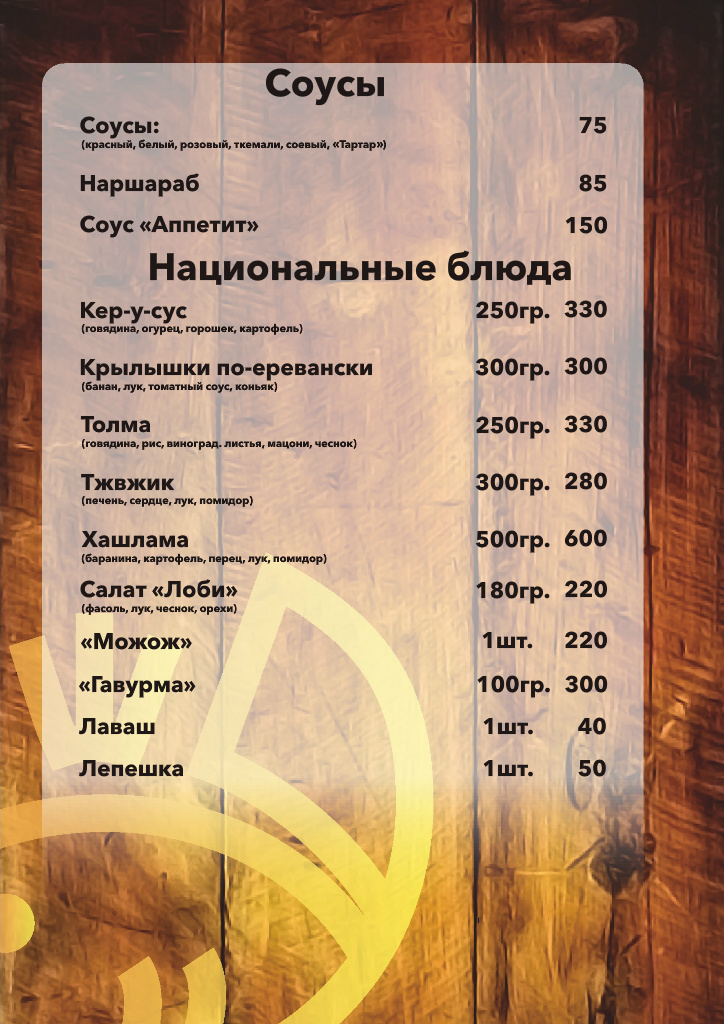 Соусы
Соусы: 75
(красный, белый, розовый, ткемали, соевый, «Тартар»)
Наршараб 85
Соус «Аппетит» 150
Национальные блюда
Кер-у-сус 250гр. 330
(говядина, огурец, горошек, картофель)
Крылышки по-еревански 300гр. 300
(банан, лук, томатный соус, коньяк)
Толма 250гр. 330
(говядина, рис, виноград. листья, мацони, чеснок)
Тжвжик 300гр. 280
(печень, сердце, лук, помидор)
Хашлама 500гр. 600
(баранина, картофель, перец, лук, помидор)
Салат «Лоби» 180гр. 220
(фасоль, лук, чеснок, орехи)
«Можож» 1шт. 220
«Гавурма» 100гр. 300
Лаваш 1шт. 40
Лепешка 1шт. 50